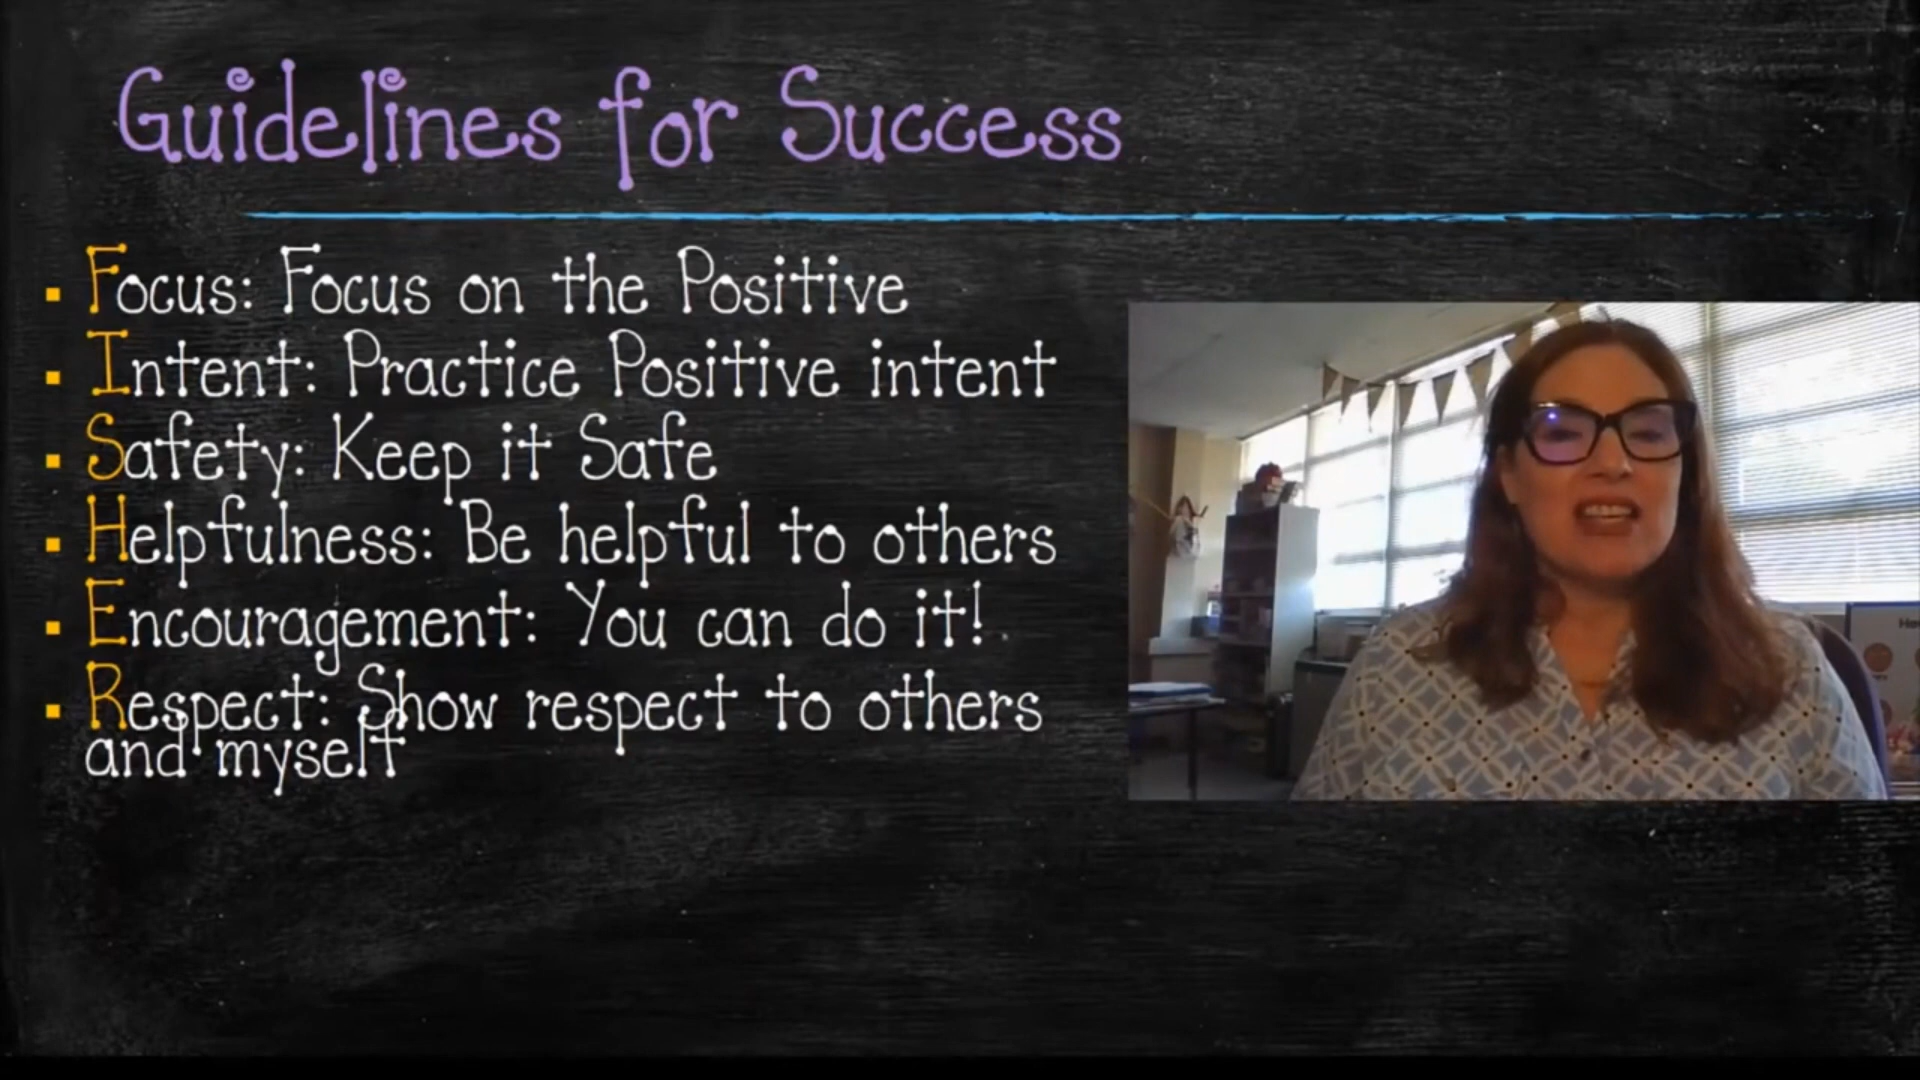 Guidelines for Success
Focus: Focus on the Positive
Intent: Practice Positive intent
Safety: Keep it Safe
Helpfulness: Be helpful to others
Encouragement: You can do it!
Respect: Show respect to others
and myself